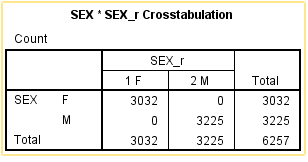 SEX * SEX_r Crosstabulation
Count
SEX_r
1 F 2 M Total
SEX F 3032 0 3032
M 0 3225 3225
Total 3032 3225 6257